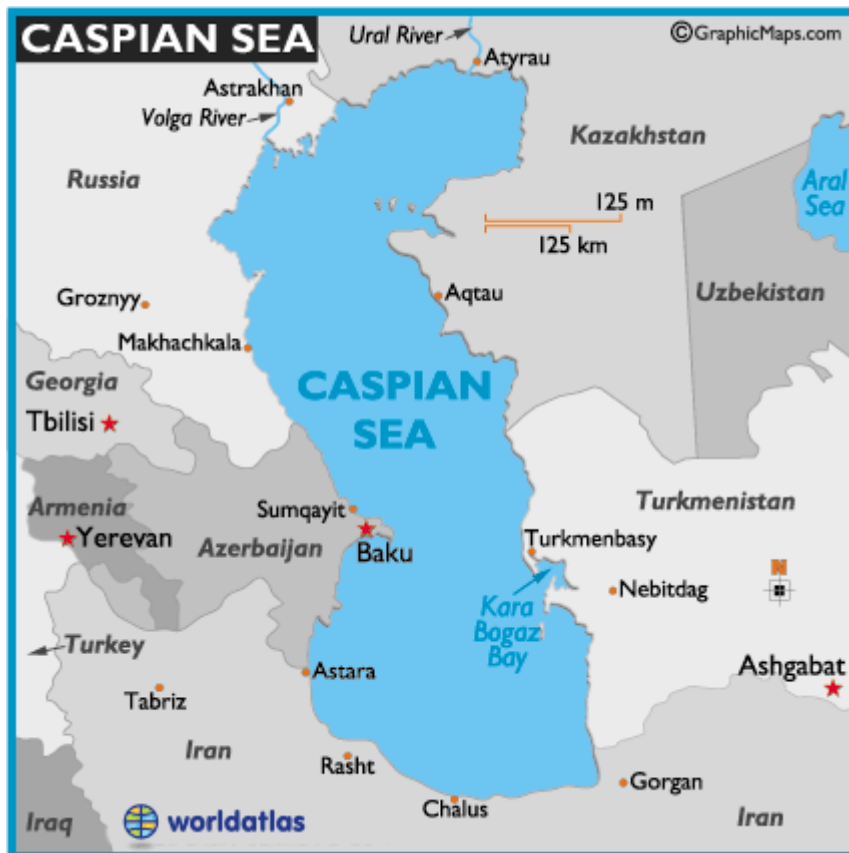 CASPIAN SEA
Ural River
©GraphicMaps.com
Atyrau
Astrakhan
Volga River
Kazakhstan
Russia
Aral
Sea
125 m
125 km
Groznyy
Aqtau
Uzbekistan
Makhachkala
Georgia
CASPIAN
SEA
Tbilisi
Armenia
Sumqayit
Turkmenistan
Yerevan
Azerbaijan
Baku
Turkmenbasy
N
Kara
Bogaz
Bay
Nebitdag
Turkey
Astara
Ashgabat
Tabriz
Iran
Rasht
Gorgan
Chalus
Iraq
worldatlas
Iran